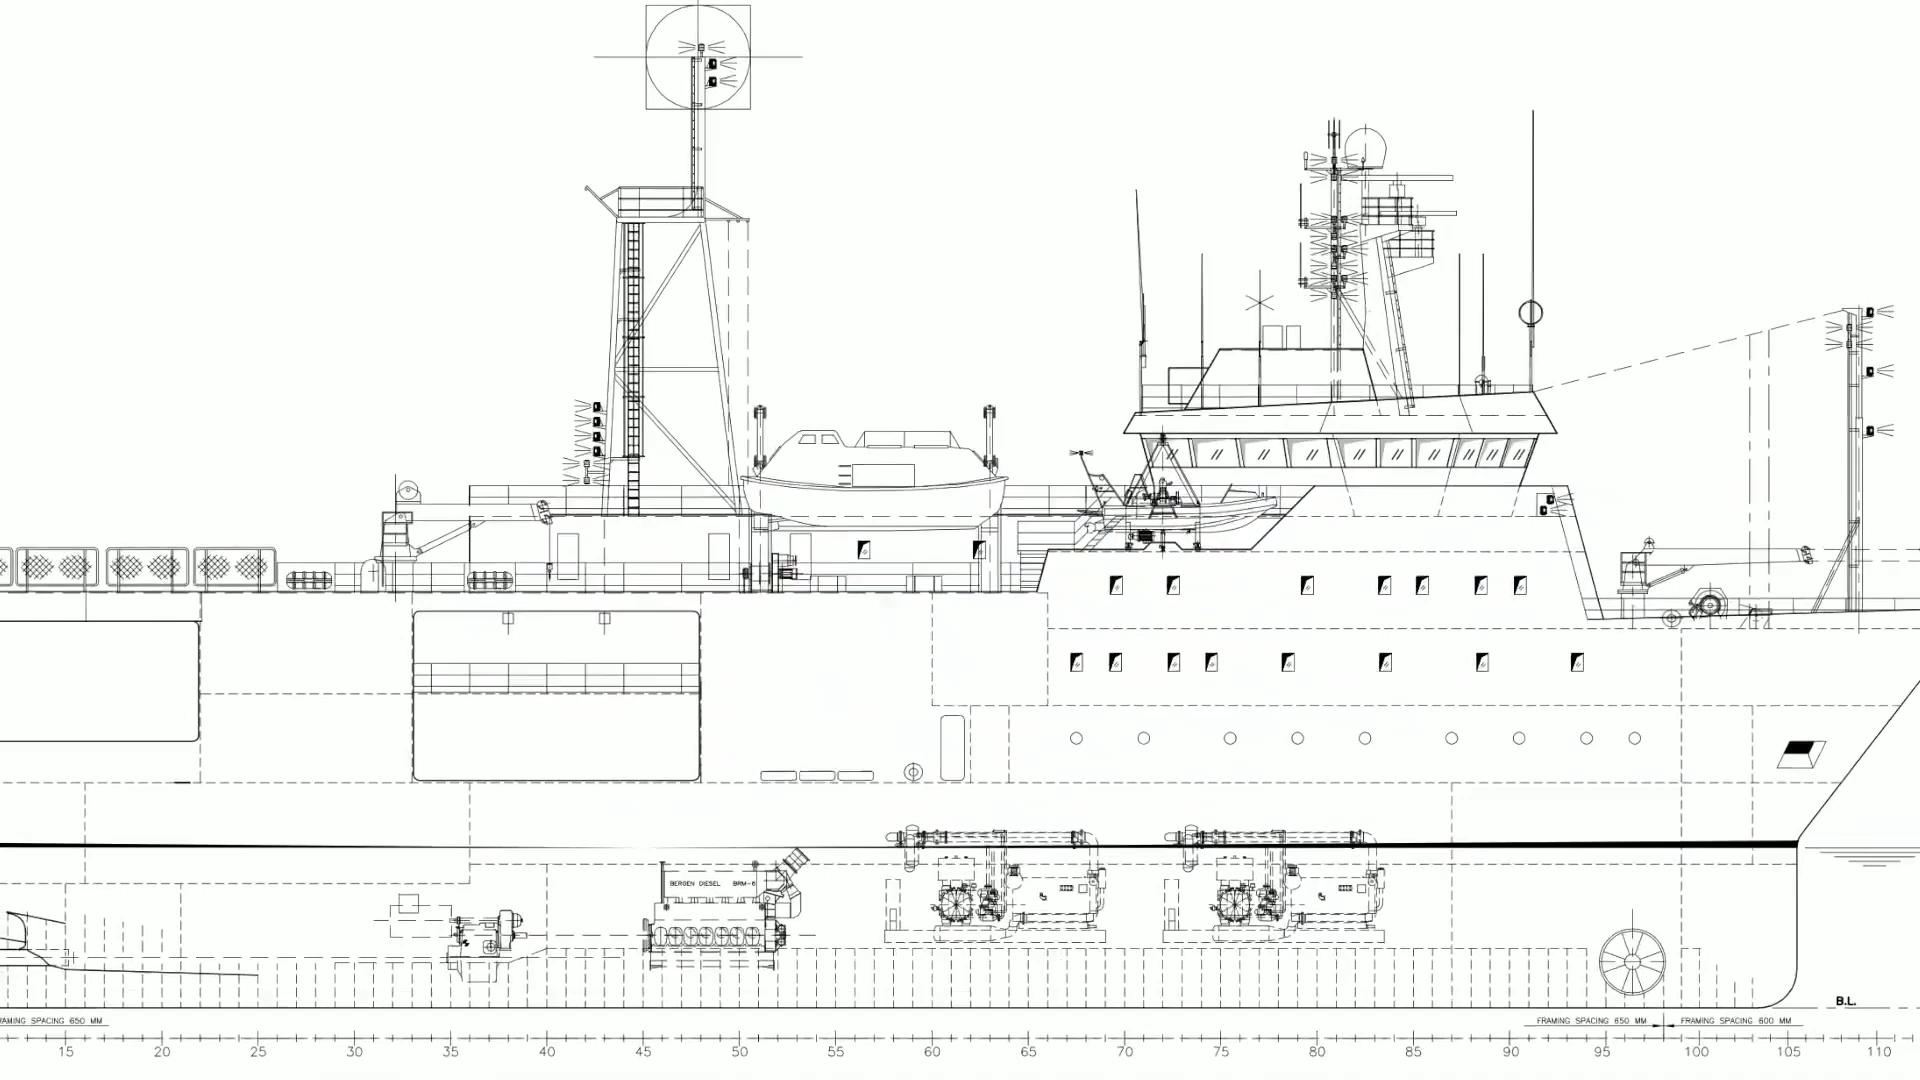 BERGEN DIESEL BRM-6
B.L.
FRAMING SPACING 650 MM
FRAMING SPACING 650 MM
FRAMING SPACING 600 MM
15 20 25 30 35 40 45 50 55 60 65 70 75 80 85 90 95 100 105 110